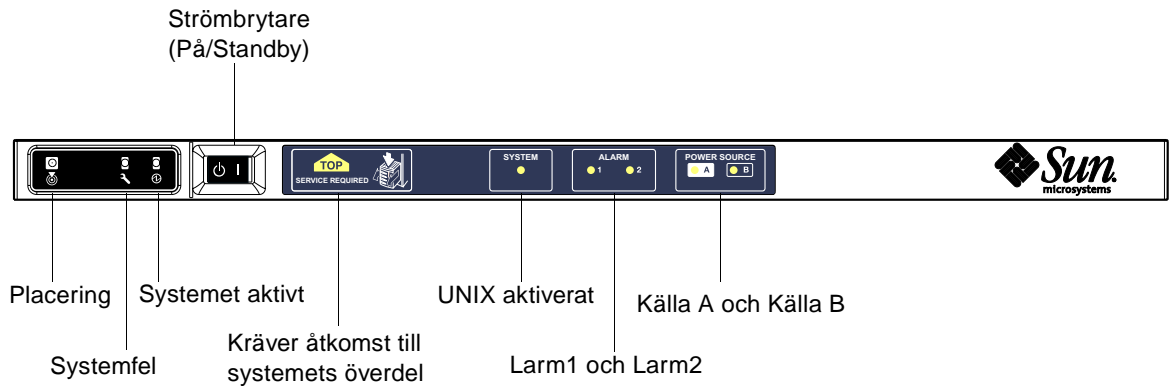 Strömbrytare
(På/Standby)
TOP
SERVICE REQUIRED
SYSTEM
ALARM
1 2
POWER SOURCE
A B
Sun.
microsystems
Placering
Systemet aktivt
UNIX aktiverat
Källa A och Källa B
Systemfel
Kräver åtkomst till
systemets överdel
Larm1 och Larm2